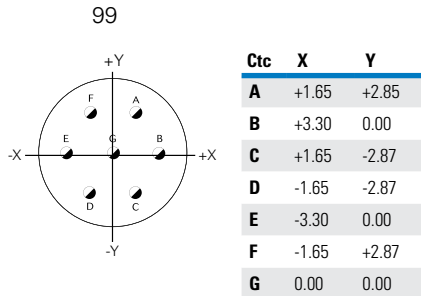 99
+Y
F A
E G B
-X +X
D C
-Y
Ctc X Y
A +1.65 +2.85
B +3.30 0.00
C +1.65 -2.87
D -1.65 -2.87
E -3.30 0.00
F -1.65 +2.87
G 0.00 0.00